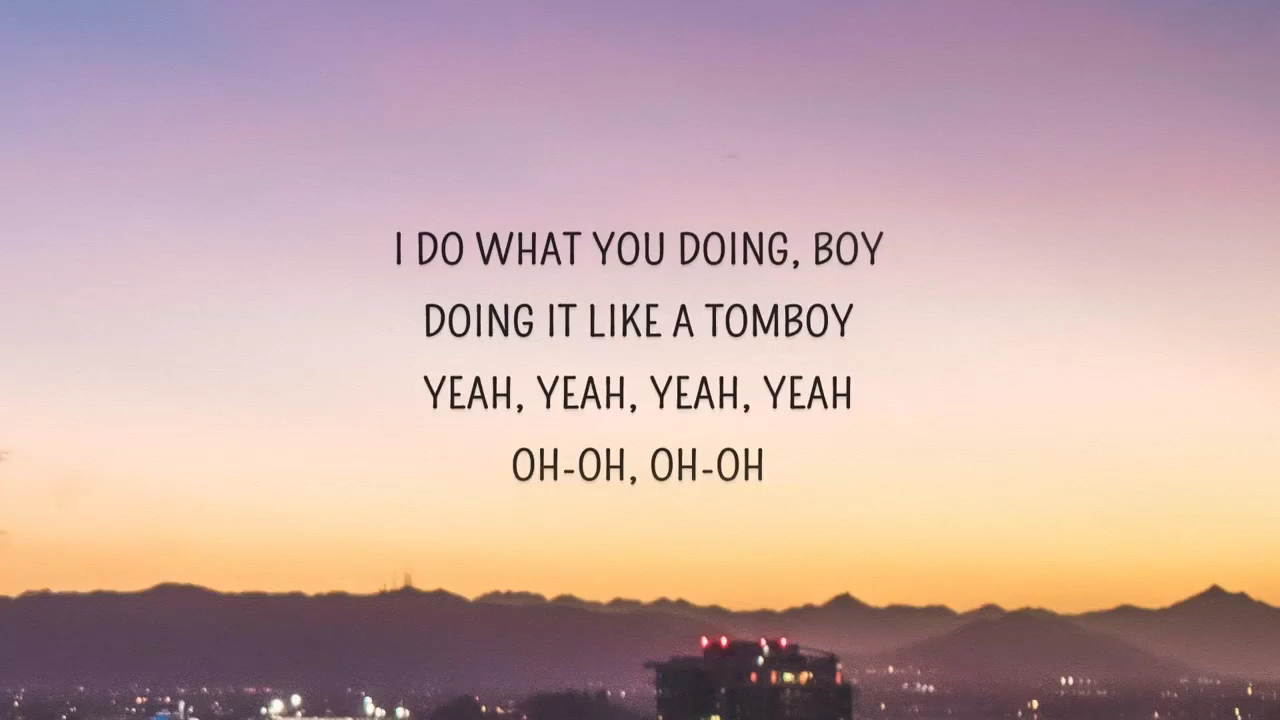 I DO WHAT YOU DOING, BOY
DOING IT LIKE A TOMBOY
YEAH, YEAH, YEAH, YEAH
OH-OH, OH-OH